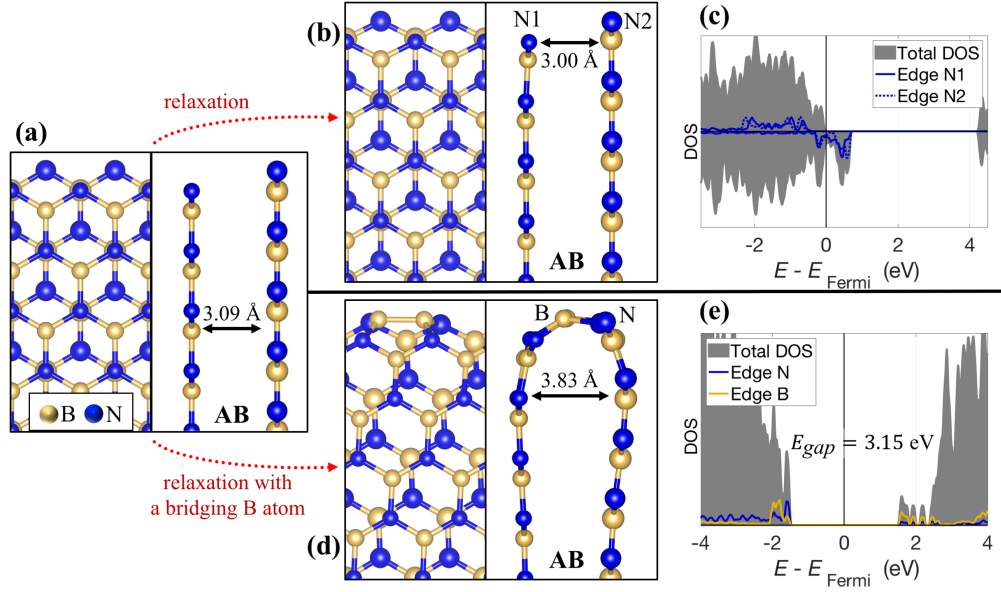 (a)
3.09 Å
B N
AB
relaxation
relaxation with
a bridging B atom
(b)
N1
N2
3.00 Å
AB
(c)
Total DOS
Edge N1
Edge N2
DOS
-2 0 2 4
E - E Fermi (eV)
(d)
B
N
3.83 Å
AB
(e)
Total DOS
Edge N
Edge B
Egap = 3.15 eV
DOS
-4 -2 0 2 4
E - E Fermi (eV)